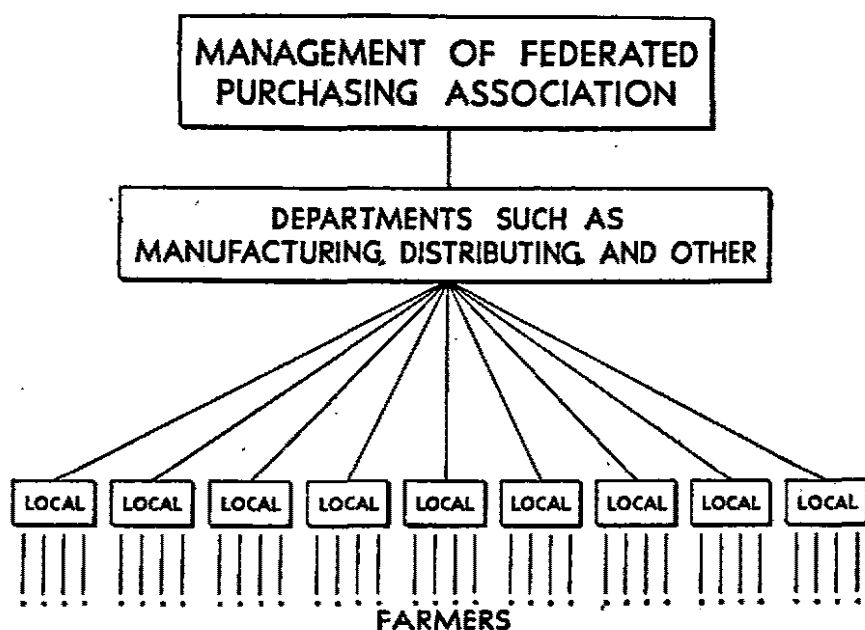 MANAGEMENT OF FEDERATED
PURCHASING ASSOCIATION
DEPARTMENTS SUCH AS
MANUFACTURING, DISTRIBUTING, AND OTHER
LOCAL LOCAL LOCAL LOCAL LOCAL LOCAL LOCAL LOCAL LOCAL
FARMERS